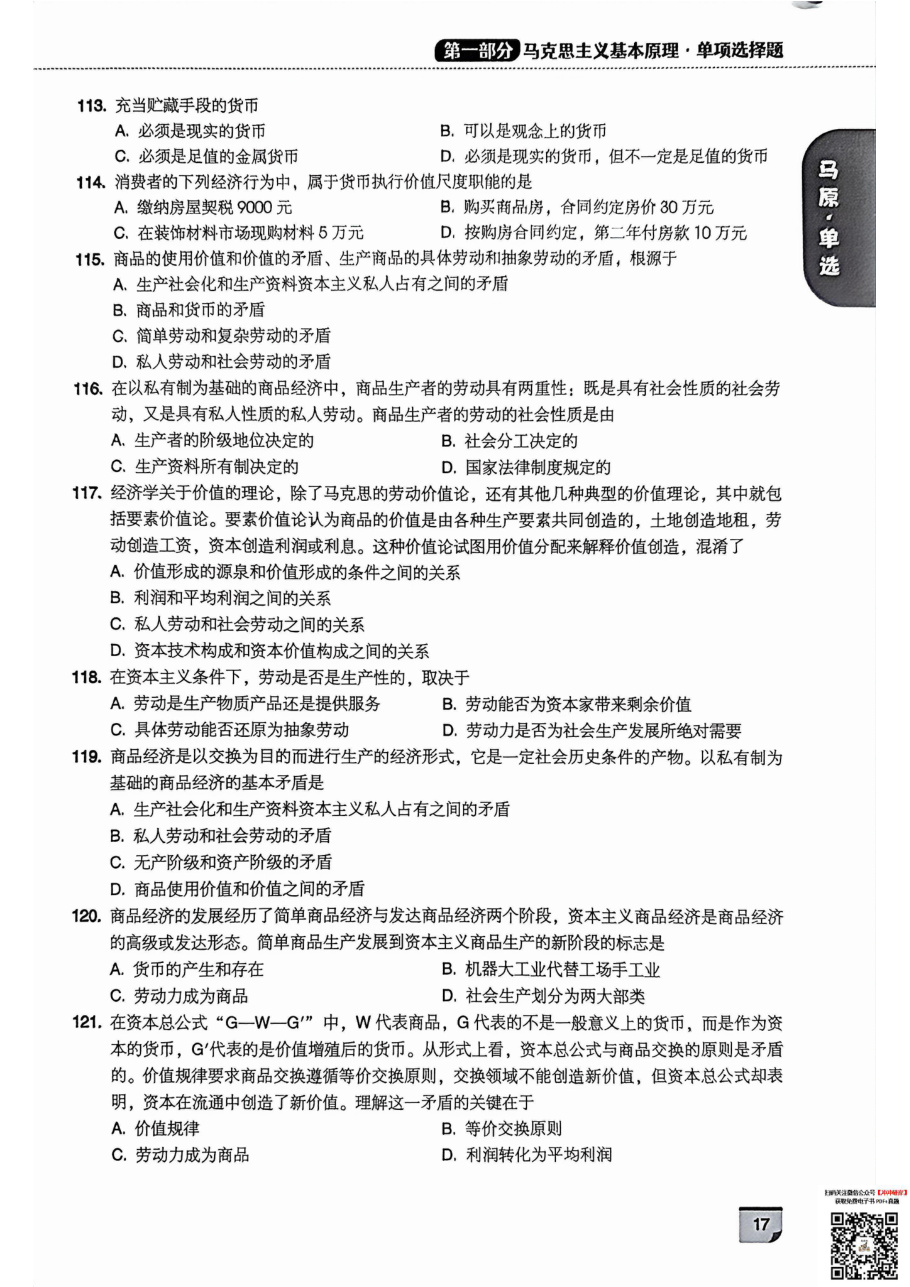 第一部分 马克思主义基本原理·单项选择题
113. 充当贮藏手段的货币
A. 必须是现实的货币 B. 可以是观念上的货币
C. 必须是足值的金属货币 D. 必须是现实的货币，但不一定是足值的货币
114. 消费者的下列经济行为中，属于货币执行价值尺度职能的是
A. 缴纳房屋契税 9000 元 B. 购买商品房，合同约定房价 30 万元
C. 在装饰材料市场现购材料 5 万元 D. 按购房合同约定，第二年付房款 10 万元
115. 商品的使用价值和价值的矛盾、生产商品的具体劳动和抽象劳动的矛盾，根源于
A. 生产社会化和生产资料资本主义私人占有之间的矛盾
B. 商品和货币的矛盾
C. 简单劳动和复杂劳动的矛盾
D. 私人劳动和社会劳动的矛盾
116. 在以私有制为基础的商品经济中，商品生产者的劳动具有两重性：既是具有社会性质的社会劳
动，又是具有私人性质的私人劳动。商品生产者的劳动的社会性质是由
A. 生产者的阶级地位决定的 B. 社会分工决定的
C. 生产资料所有制决定的 D. 国家法律制度规定的
117. 经济学关于价值的理论，除了马克思的劳动价值论，还有其他几种典型的价值理论，其中就包
括要素价值论。要素价值论认为商品的价值是由各种生产要素共同创造的，土地创造地租，劳
动创造工资，资本创造利润或利息。这种价值论试图用价值分配来解释价值创造，混淆了
A. 价值形成的源泉和价值形成的条件之间的关系
B. 利润和平均利润之间的关系
C. 私人劳动和社会劳动之间的关系
D. 资本技术构成和资本价值构成之间的关系
118. 在资本主义条件下，劳动是否是生产性的，取决于
A. 劳动是生产物质产品还是提供服务 B. 劳动能否为资本家带来剩余价值
C. 具体劳动能否还原为抽象劳动 D. 劳动力是否为社会生产发展所绝对需要
119. 商品经济是以交换为目的而进行生产的经济形式，它是一定社会历史条件的产物。以私有制为
基础的商品经济的基本矛盾是
A. 生产社会化和生产资料资本主义私人占有之间的矛盾
B. 私人劳动和社会劳动的矛盾
C. 无产阶级和资产阶级的矛盾
D. 商品使用价值和价值之间的矛盾
120. 商品经济的发展经历了简单商品经济与发达商品经济两个阶段，资本主义商品经济是商品经济
的高级或发达形态。简单商品生产发展到资本主义商品生产的新阶段的标志是
A. 货币的产生和存在 B. 机器大工业代替工场手工业
C. 劳动力成为商品 D. 社会生产划分为两大部类
121. 在资本总公式“G—W—G′”中，W 代表商品，G 代表的不是一般意义上的货币，而是作为资
本的货币，G′代表的是价值增殖后的货币。从形式上看，资本总公式与商品交换的原则是矛盾
的。价值规律要求商品交换遵循等价交换原则，交换领域不能创造新价值，但资本总公式却表
明，资本在流通中创造了新价值。理解这一矛盾的关键在于
A. 价值规律 B. 等价交换原则
C. 劳动力成为商品 D. 利润转化为平均利润
马原·单选
17
扫码关注微信公众号【冲冲研资】
获取免费电子书PDF+真题